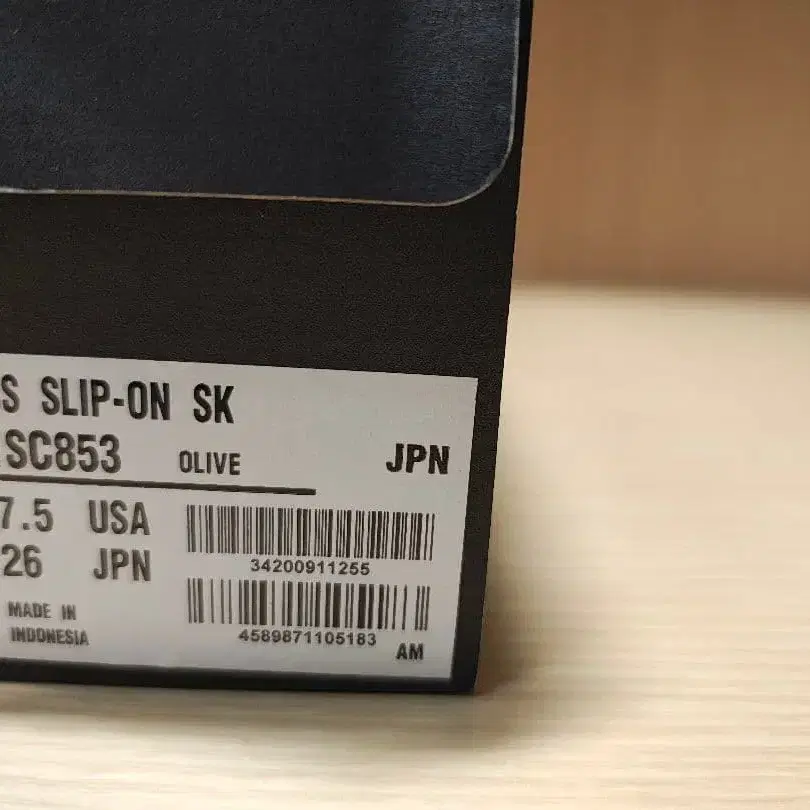 S SLIP-ON SK
SC853 OLIVE JPN
7.5 USA
26 JPN
34200911255
4589871105183
MADE IN
INDONESIA
AM